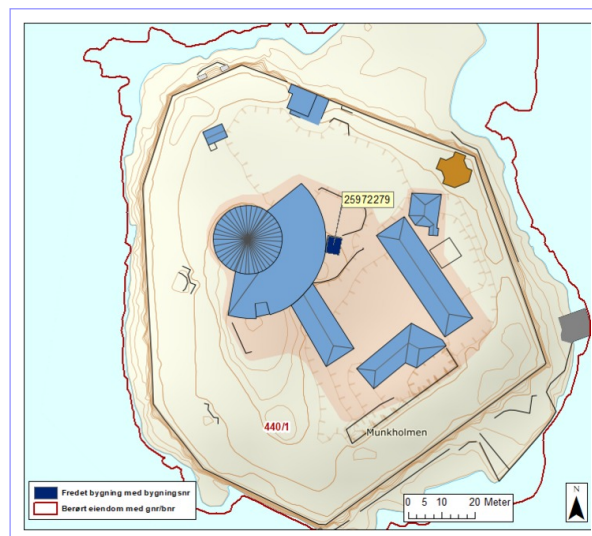 25972279
440/1
Munkholmen
Fredet bygning med bygningsnr
Berørt eiendom med gnr/bnr
0 5 10 20 Meter
N